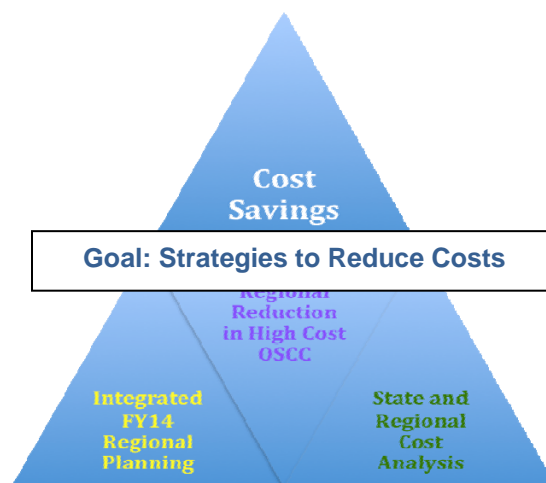 Cost
Savings
Goal: Strategies to Reduce Costs
Regional
Reduction
in High Cost
OSCC
Integrated
FY14
Regional
Planning
State and
Regional
Cost
Analysis